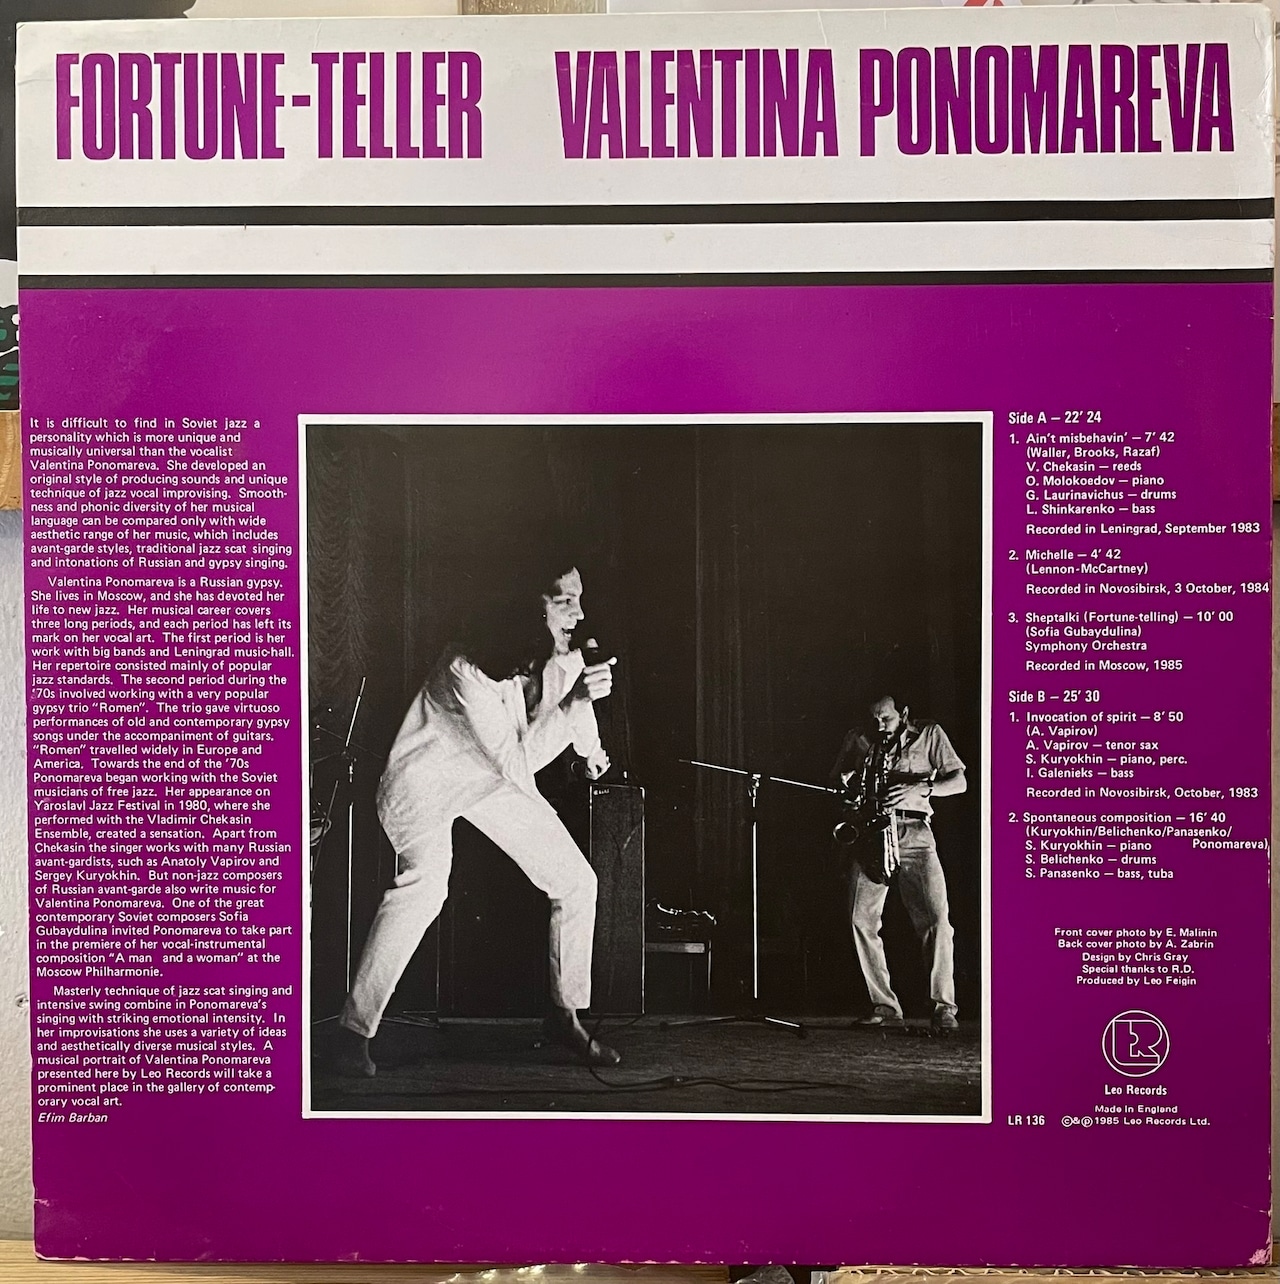 FORTUNE-TELLER VALENTINA PONOMAREVA
It is difficult to find in Soviet jazz a
personality which is more unique and
musically universal than the vocalist
Valentina Ponomareva. She developed an
original style of producing sounds and unique
technique of jazz vocal improvising. Smooth-
ness and phonic diversity of her musical
language can be compared only with wide
aesthetic range of her music, which includes
avant-garde styles, traditional jazz scat singing
and intonations of Russian and gypsy singing.
Valentina Ponomareva is a Russian gypsy.
She lives in Moscow, and she has devoted her
life to new jazz. Her musical career covers
three long periods, and each period has left its
mark on her vocal art. The first period is her
work with big bands and Leningrad music-hall.
Her repertoire consisted mainly of popular
jazz standards. The second period during the
'70s involved working with a very popular
gypsy trio "Romen". The trio gave virtuoso
performances of old and contemporary gypsy
songs under the accompaniment of guitars.
"Romen" travelled widely in Europe and
America. Towards the end of the '70s
Ponomareva began working with the Soviet
musicians of free jazz. Her appearance on
Yaroslavl Jazz Festival in 1980, where she
performed with the Vladimir Chekasin
Ensemble, created a sensation. Apart from
Chekasin the singer works with many Russian
avant-gardists, such as Anatoly Vapirov and
Sergey Kuryokhin. But non-jazz composers
of Russian avant-garde also write music for
Valentina Ponomareva. One of the great
contemporary Soviet composers Sofia
Gubaydulina invited Ponomareva to take part
in the premiere of her vocal-instrumental
composition "A man and a woman" at the
Moscow Philharmonie.
Masterly technique of jazz scat singing and
intensive swing combine in Ponomareva's
singing with striking emotional intensity. In
her improvisations she uses a variety of ideas
and aesthetically diverse musical styles. A
musical portrait of Valentina Ponomareva
presented here by Leo Records will take a
prominent place in the gallery of contemp-
orary vocal art.
Efim Barban
Side A – 22' 24
1. Ain't misbehavin' – 7' 42
(Waller, Brooks, Razaf)
V. Chekasin – reeds
O. Molokoedov – piano
G. Laurinavichus – drums
L. Shinkarenko – bass
Recorded in Leningrad, September 1983
2. Michelle – 4' 42
(Lennon-McCartney)
Recorded in Novosibirsk, 3 October, 1984
3. Sheptalki (Fortune-telling) – 10' 00
(Sofia Gubaydulina)
Symphony Orchestra
Recorded in Moscow, 1985
Side B – 25' 30
1. Invocation of spirit – 8' 50
(A. Vapirov)
A. Vapirov – tenor sax
S. Kuryokhin – piano, perc.
I. Galenieks – bass
Recorded in Novosibirsk, October, 1983
2. Spontaneous composition – 16' 40
(Kuryokhin/Belichenko/Panasenko/
Ponomareva)
S. Kuryokhin – piano
S. Belichenko – drums
S. Panasenko – bass, tuba
Front cover photo by E. Malinin
Back cover photo by A. Zabrin
Design by Chris Gray
Special thanks to R.D.
Produced by Leo Feigin
LR
Leo Records
Made In England
LR 136 ©&℗1985 Leo Records Ltd.